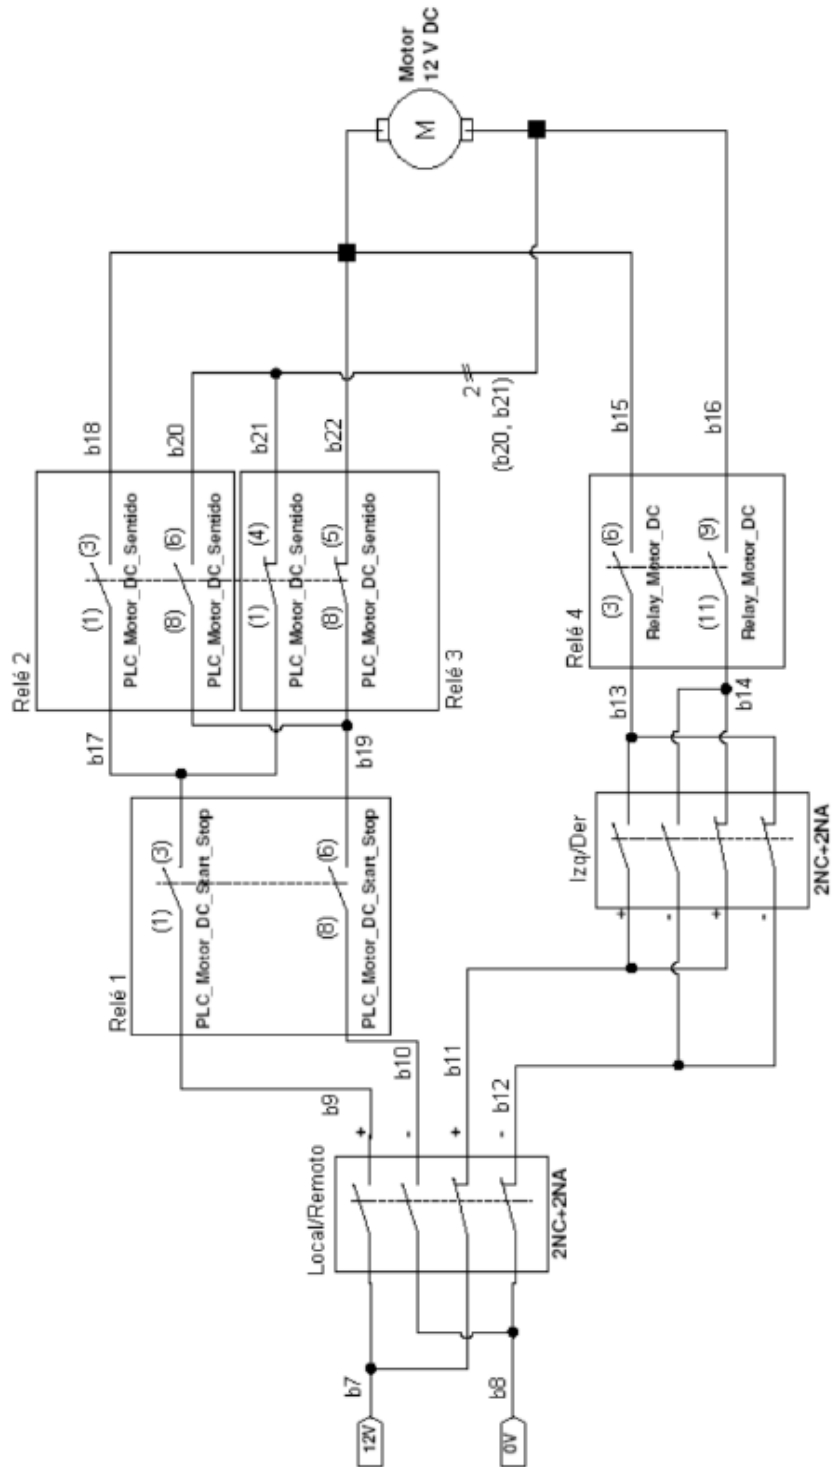 12V
b7
0V
b8
Local/Remoto
+
-
+
-
2NC+2NA
b9
b10
b11
b12
Relé 1
(1)
(3)
PLC_Motor_DC_Start_Stop
(8)
(6)
PLC_Motor_DC_Start_Stop
b17
b19
Izq/Der
+
-
+
-
2NC+2NA
b13
b14
Relé 2
(1)
(3)
PLC_Motor_DC_Sentido
(8)
(6)
PLC_Motor_DC_Sentido
(1)
(4)
PLC_Motor_DC_Sentido
(8)
(5)
PLC_Motor_DC_Sentido
Relé 3
Relé 4
(3)
(6)
Relay_Motor_DC
(11)
(9)
Relay_Motor_DC
b18
b20
b21
b22
2
(b20, b21)
b15
b16
Motor
12 V DC
M